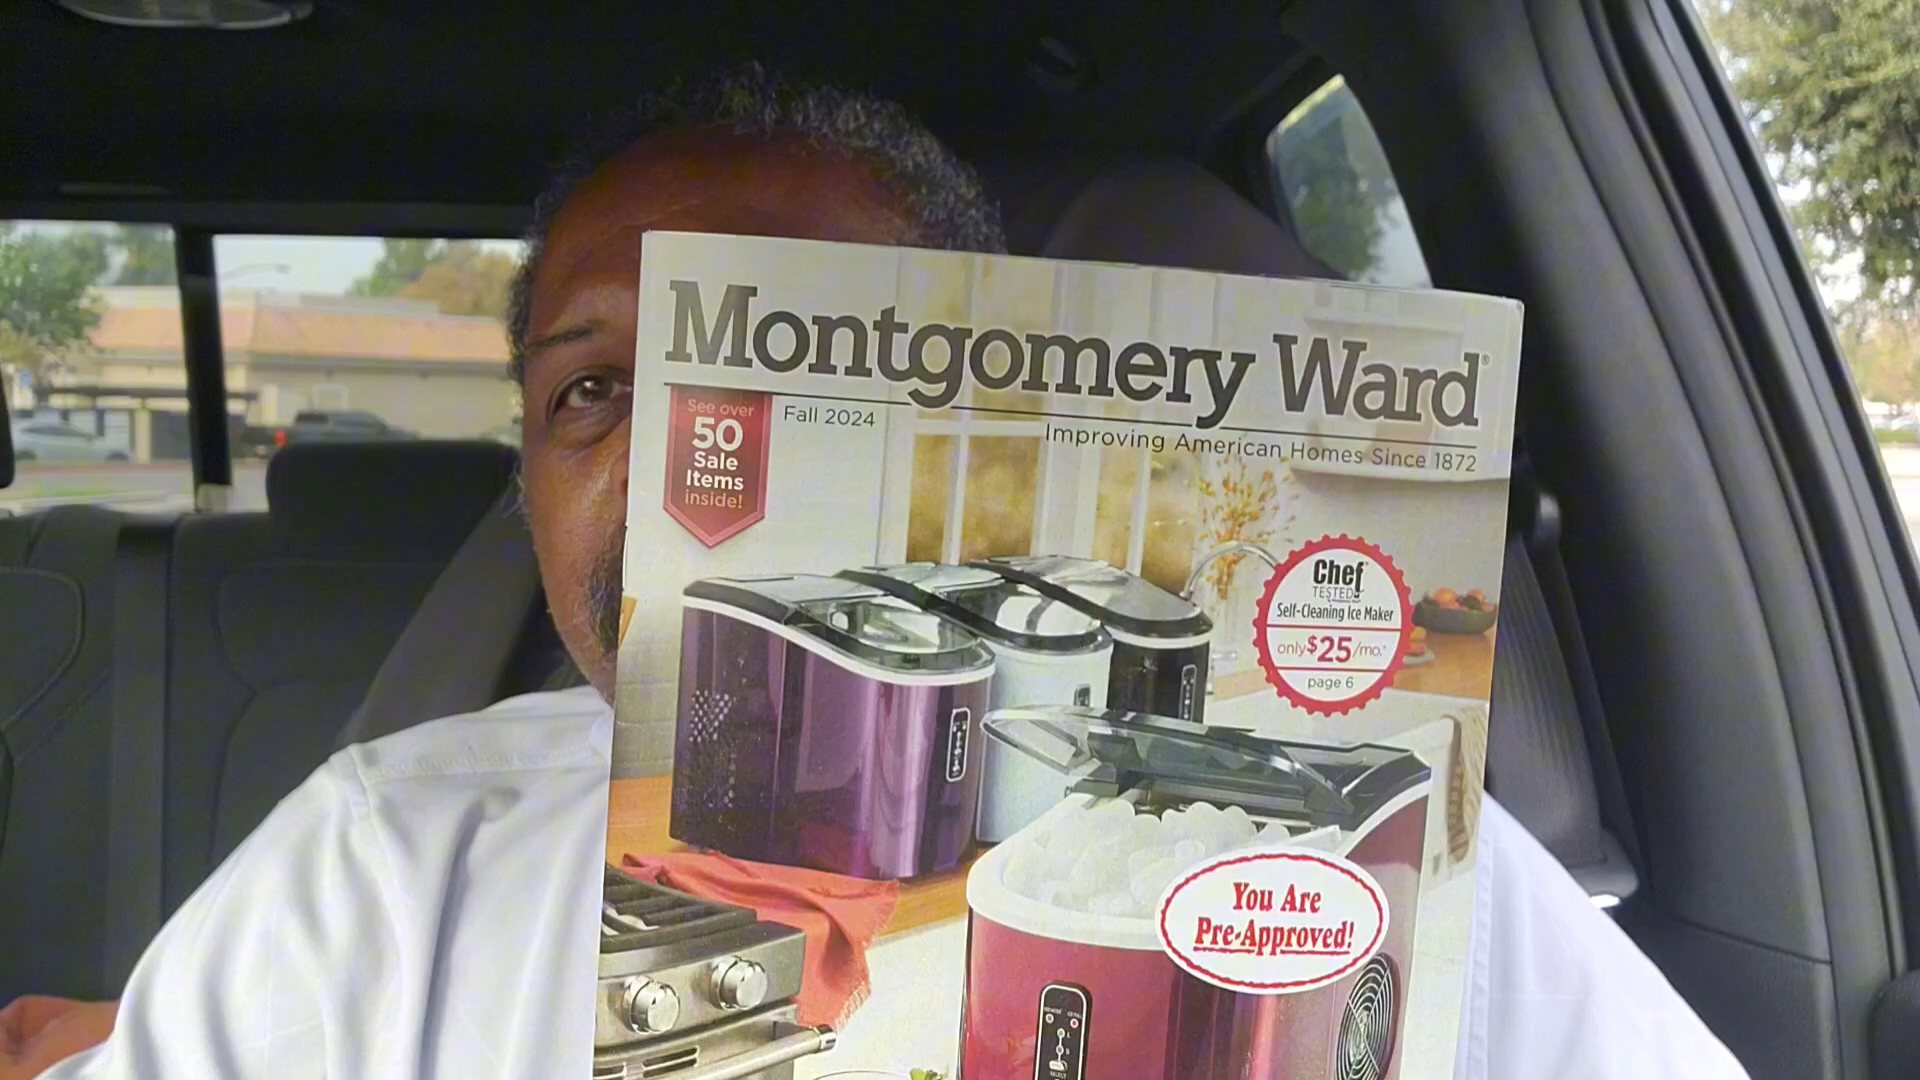 Montgomery Ward®
See over
50
Sale
Items
inside!
Fall 2024
Improving American Homes Since 1872
Chef
TESTED
Self-Cleaning Ice Maker
only $25/mo.*
page 6
You Are
Pre-Approved!
L
S
SELECT